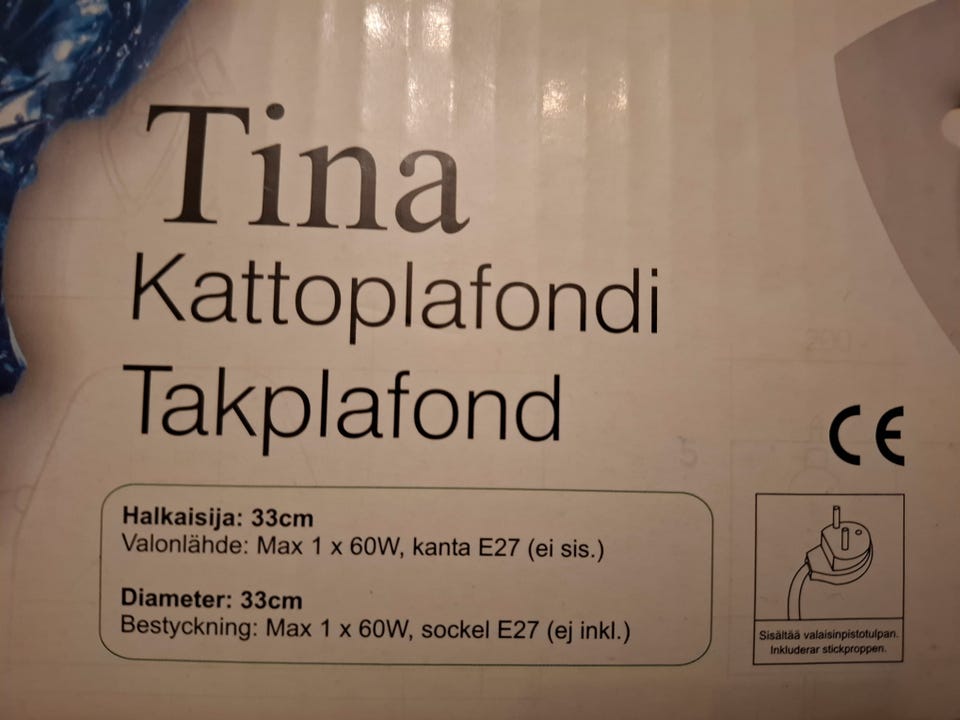 Tina
Kattoplafondi
Takplafond
CE
Halkaisija: 33cm
Valonlähde: Max 1 x 60W, kanta E27 (ei sis.)
Diameter: 33cm
Bestyckning: Max 1 x 60W, sockel E27 (ej inkl.)
Sisältää valaisinpistotulpan.
Inkluderar stickproppen.